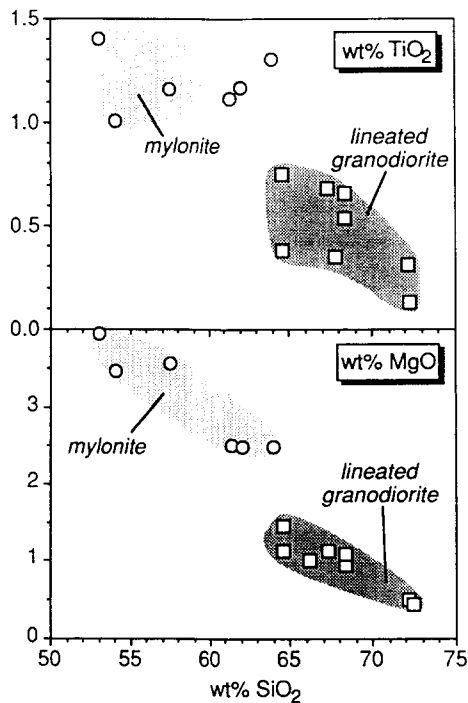 1.5
wt% TiO2
lineated
granodiorite
mylonite
1.0
0.5
0.0
wt% MgO
3
mylonite
lineated
granodiorite
2
1
0
50 55 60 65 70 75
wt% SiO2